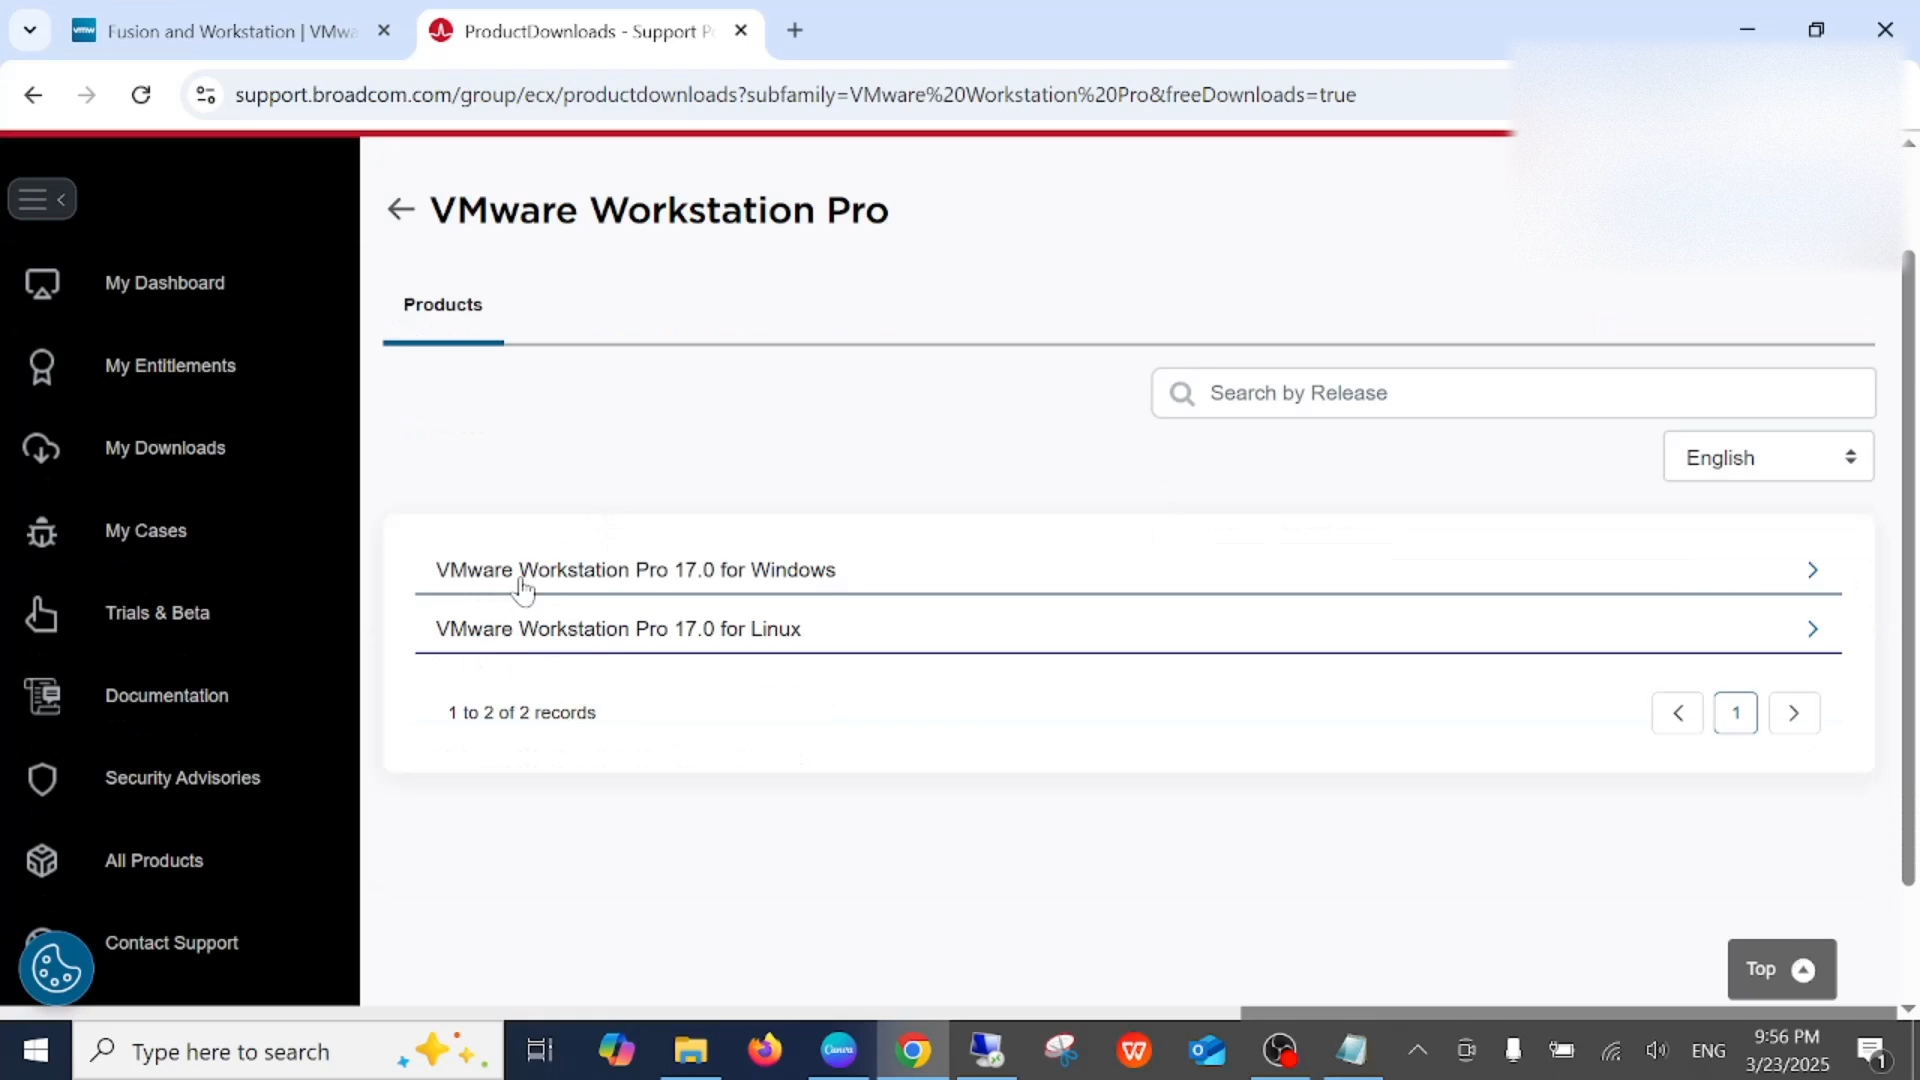 vmw Fusion and Workstation | VMwa
ProductDownloads - Support P
support.broadcom.com/group/ecx/productdownloads?subfamily=VMware%20Workstation%20Pro&freeDownloads=true
VMware Workstation Pro
My Dashboard
My Entitlements
My Downloads
My Cases
Trials & Beta
Documentation
Security Advisories
All Products
Contact Support
Products
Search by Release
English
VMware Workstation Pro 17.0 for Windows
VMware Workstation Pro 17.0 for Linux
1 to 2 of 2 records
1
Top
Type here to search
Canva
W
ENG
9:56 PM
3/23/2025
1